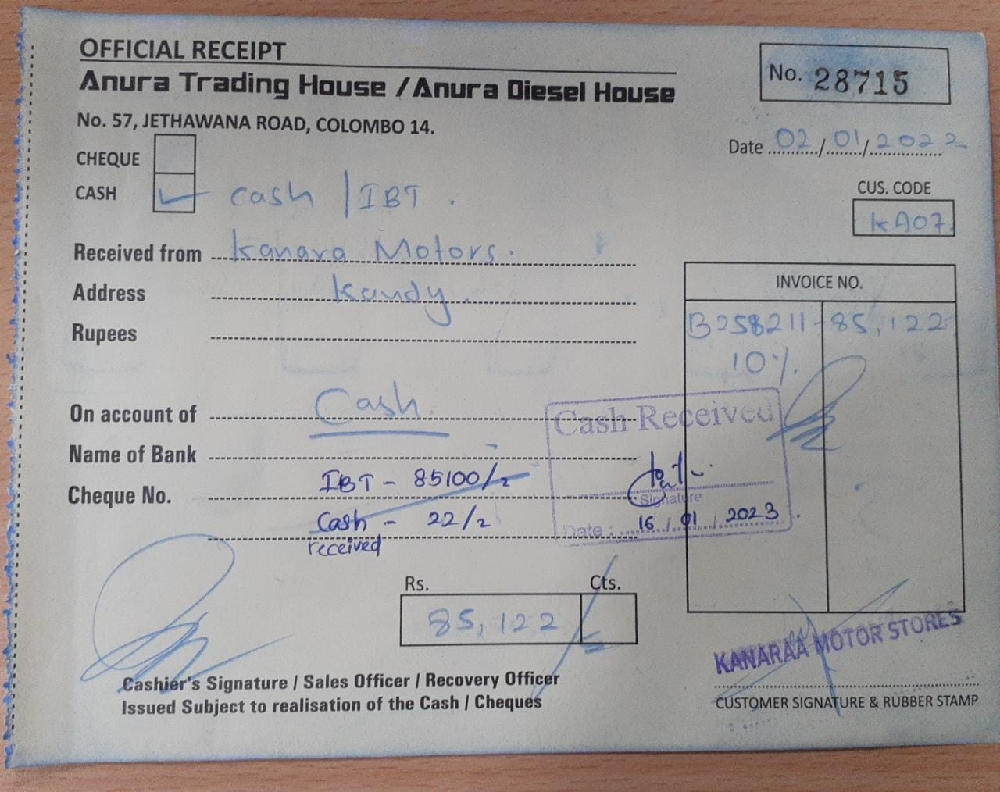 OFFICIAL RECEIPT
Anura Trading House / Anura Diesel House
No. 28715
No. 57, JETHAWANA ROAD, COLOMBO 14.
Date 02/01/2022
CHEQUE
CASH cash / IBT.
CUS. CODE
KA07
Received from Kanara Motors.
Address Kandy
Rupees
INVOICE NO.
B258211 - 85,122
10%.
On account of Cash
Cash Received
Name of Bank
Cheque No.
IBT - 85100/=
Cash - 22/=
received
Signature
Date : 16 / 01 / 2023
Rs. Cts.
85,122
KANARAA MOTOR STORES
Cashier's Signature / Sales Officer / Recovery Officer
Issued Subject to realisation of the Cash / Cheques
CUSTOMER SIGNATURE & RUBBER STAMP